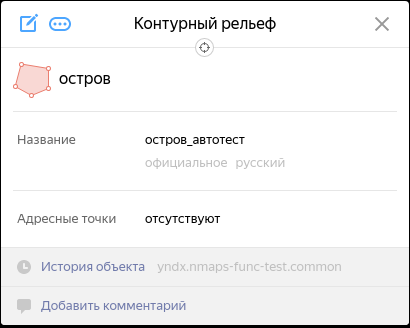 Контурный рельеф
остров
Название остров_автотест
официальное русский
Адресные точки отсутствуют
История объекта yndx.nmaps-func-test.common
Добавить комментарий